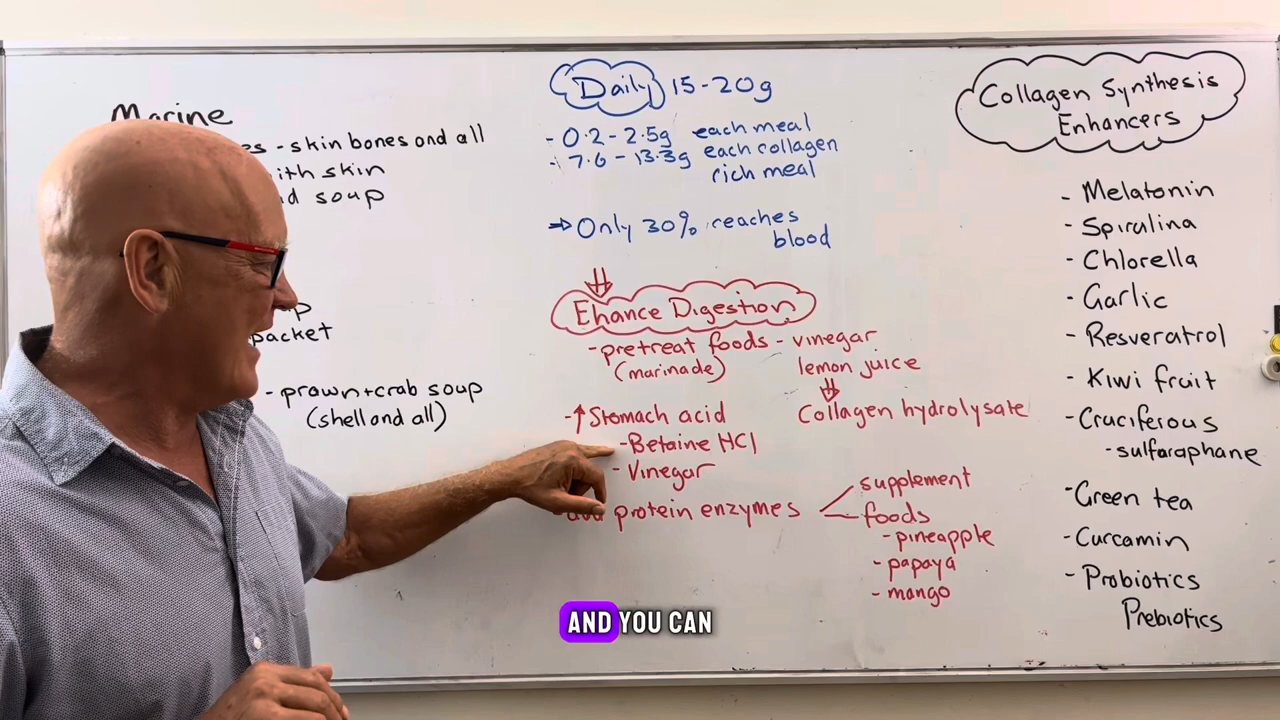 Marine
es - skin bones and all
ith skin
d soup
packet
- prawn + crab soup
(shell and all)
Daily 15-20g
- 0.2 - 2.5g each meal
- 7.6 - 13.3g each collagen
rich meal
⇒ Only 30% reaches
blood
⇓
Ehance Digestion
- pretreat foods - vinegar
(marinade) lemon juice
⇓
Collagen hydrolysate
- ↑ Stomach acid
- Betaine HCl
- Vinegar
protein enzymes
supplement
foods
- pineapple
- papaya
- mango
Collagen Synthesis
Enhancers
- Melatonin
- Spirulina
- Chlorella
- Garlic
- Resveratrol
- Kiwi fruit
- Cruciferous
- sulfaraphane
- Green tea
- Curcamin
- Probiotics
Prebiotics
AND YOU CAN